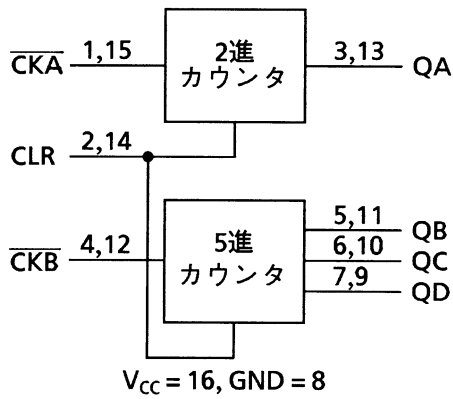 CKA 1,15
2進
カウンタ
3,13 QA
CLR 2,14
CKB 4,12
5進
カウンタ
5,11 QB
6,10 QC
7,9 QD
VCC = 16, GND = 8